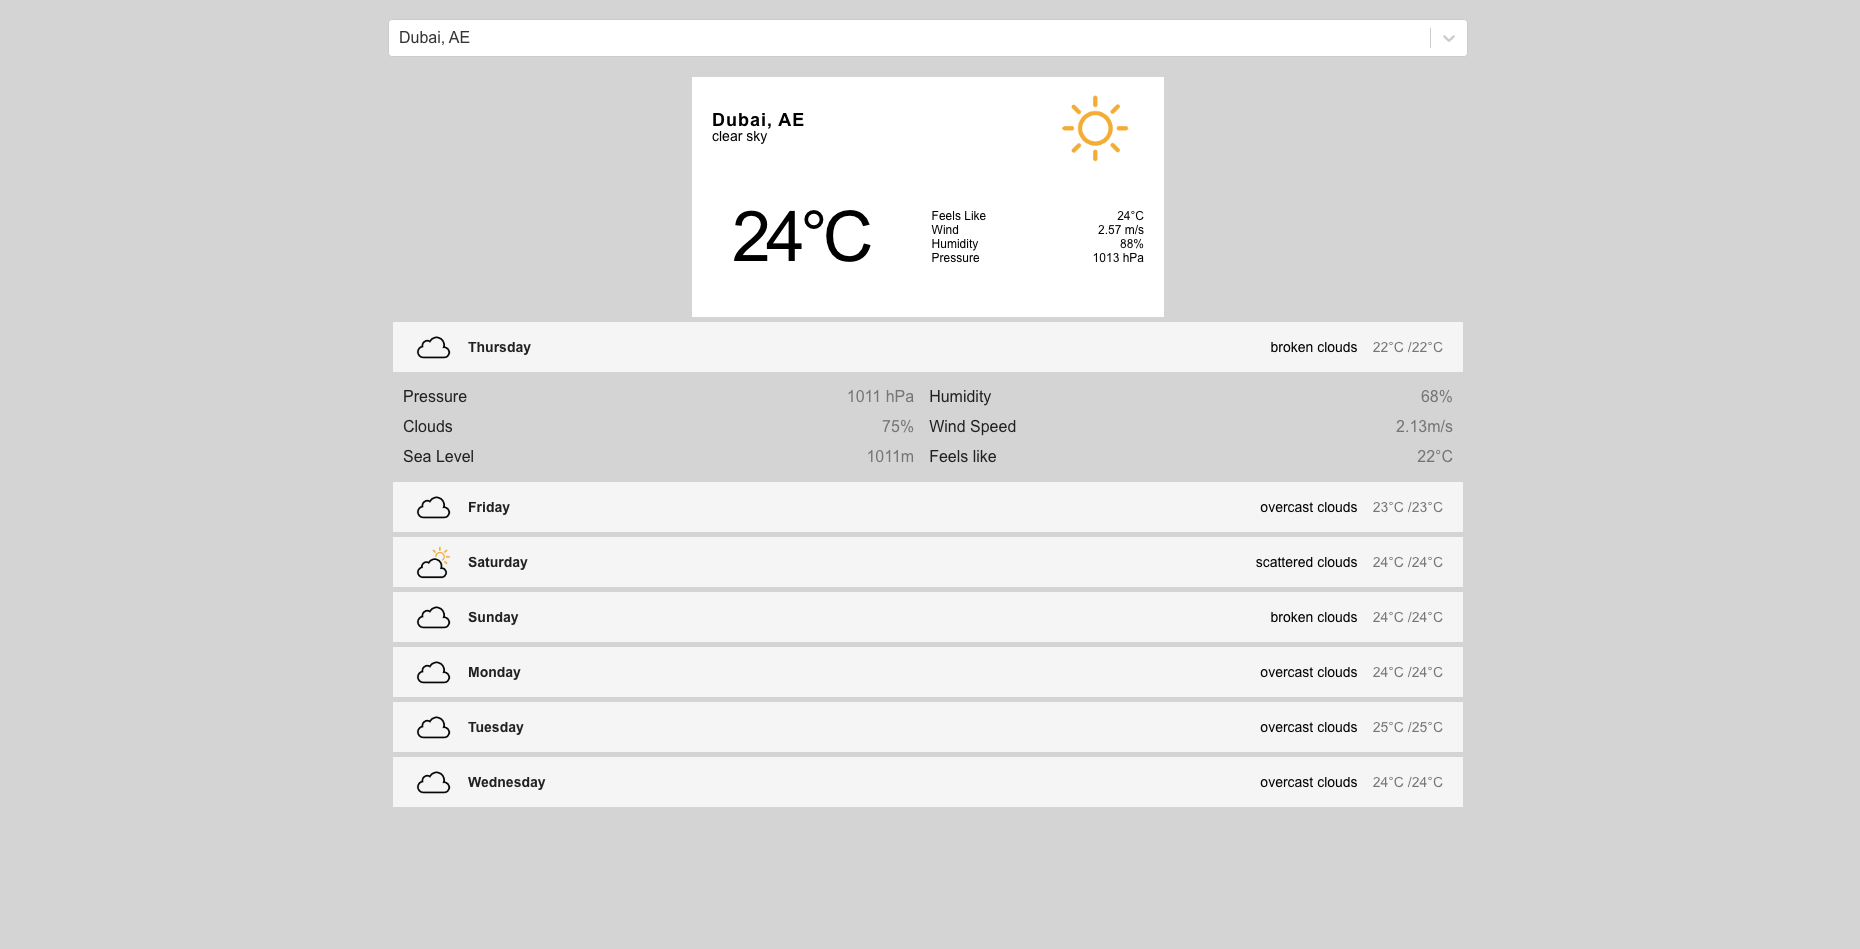 Dubai, AE
Dubai, AE
clear sky
24°C
Feels Like 24°C
Wind 2.57 m/s
Humidity 88%
Pressure 1013 hPa
Thursday broken clouds 22°C /22°C
Pressure 1011 hPa Humidity 68%
Clouds 75% Wind Speed 2.13m/s
Sea Level 1011m Feels like 22°C
Friday overcast clouds 23°C /23°C
Saturday scattered clouds 24°C /24°C
Sunday broken clouds 24°C /24°C
Monday overcast clouds 24°C /24°C
Tuesday overcast clouds 25°C /25°C
Wednesday overcast clouds 24°C /24°C